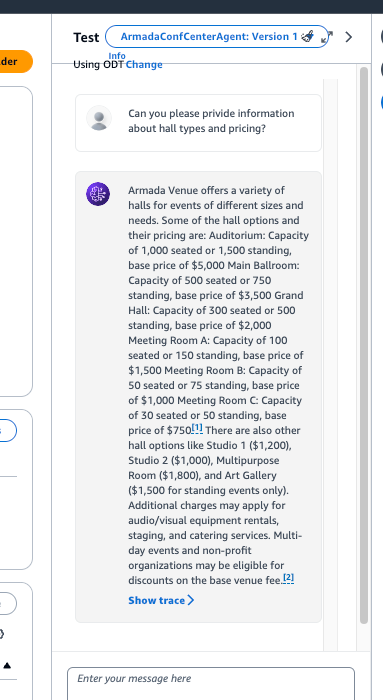 Test
ArmadaConfCenterAgent: Version 1
Info
der
Using ODT Change
Can you please privide information
about hall types and pricing?
Armada Venue offers a variety of
halls for events of different sizes and
needs. Some of the hall options and
their pricing are: Auditorium: Capacity
of 1,000 seated or 1,500 standing,
base price of $5,000 Main Ballroom:
Capacity of 500 seated or 750
standing, base price of $3,500 Grand
Hall: Capacity of 300 seated or 500
standing, base price of $2,000
Meeting Room A: Capacity of 100
seated or 150 standing, base price of
$1,500 Meeting Room B: Capacity of
50 seated or 75 standing, base price
of $1,000 Meeting Room C: Capacity
of 30 seated or 50 standing, base
price of $750[1] There are also other
hall options like Studio 1 ($1,200),
Studio 2 ($1,000), Multipurpose
Room ($1,800), and Art Gallery
($1,500 for standing events only).
Additional charges may apply for
audio/visual equipment rentals,
staging, and catering services. Multi-
day events and non-profit
organizations may be eligible for
discounts on the base venue fee.[2]
Show trace
Enter your message here